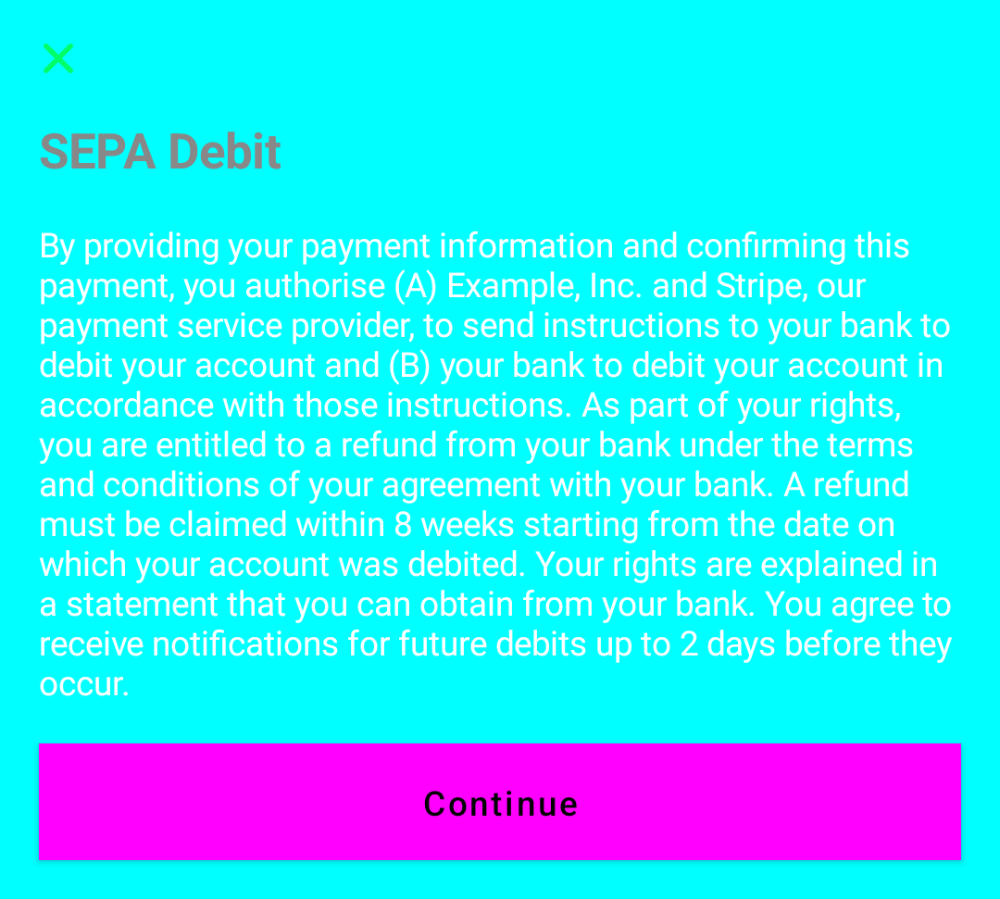 SEPA Debit
By providing your payment information and confirming this
payment, you authorise (A) Example, Inc. and Stripe, our
payment service provider, to send instructions to your bank to
debit your account and (B) your bank to debit your account in
accordance with those instructions. As part of your rights,
you are entitled to a refund from your bank under the terms
and conditions of your agreement with your bank. A refund
must be claimed within 8 weeks starting from the date on
which your account was debited. Your rights are explained in
a statement that you can obtain from your bank. You agree to
receive notifications for future debits up to 2 days before they
occur.
Continue